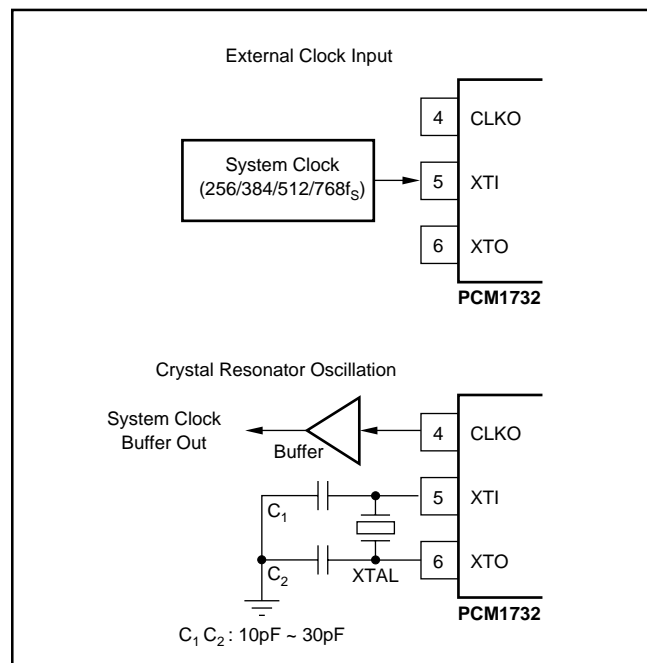 External Clock Input
4 CLKO
System Clock
(256/384/512/768fS)
5 XTI
6 XTO
PCM1732
Crystal Resonator Oscillation
System Clock
Buffer Out
Buffer
4 CLKO
C1
5 XTI
C2
XTAL
6 XTO
PCM1732
C1 C2 : 10pF ~ 30pF